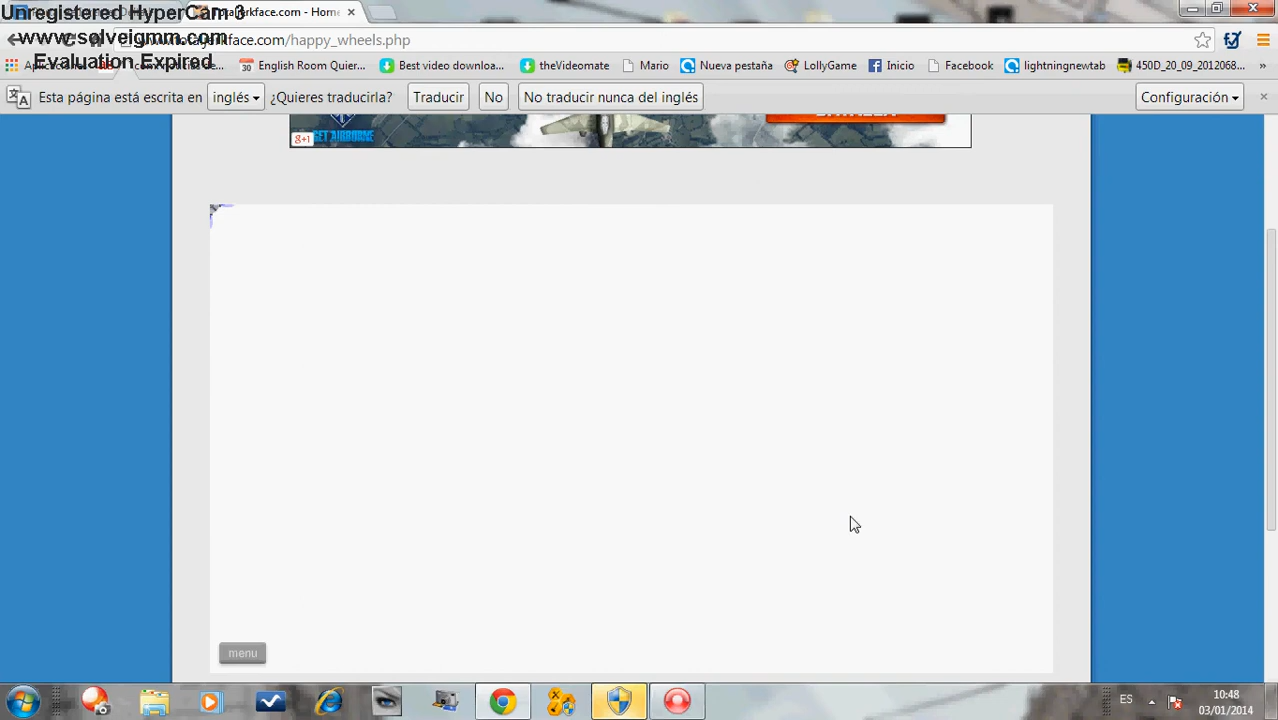 Unregistered HyperCam 3
www.solveigmm.com
Evaluation Expired
face.com - Hom
face.com/happy_wheels.php
English Room Quier...
Best video downloa...
theVideomate
Mario
Nueva pestaña
LollyGame
Inicio
Facebook
lightningnewtab
450D_20_09_2012068...
»
Esta página está escrita en inglés ¿Quieres traducirla? Traducir No No traducir nunca del inglés Configuración
g+1 GET AIRBORNE
menu
ES
10:48
03/01/2014